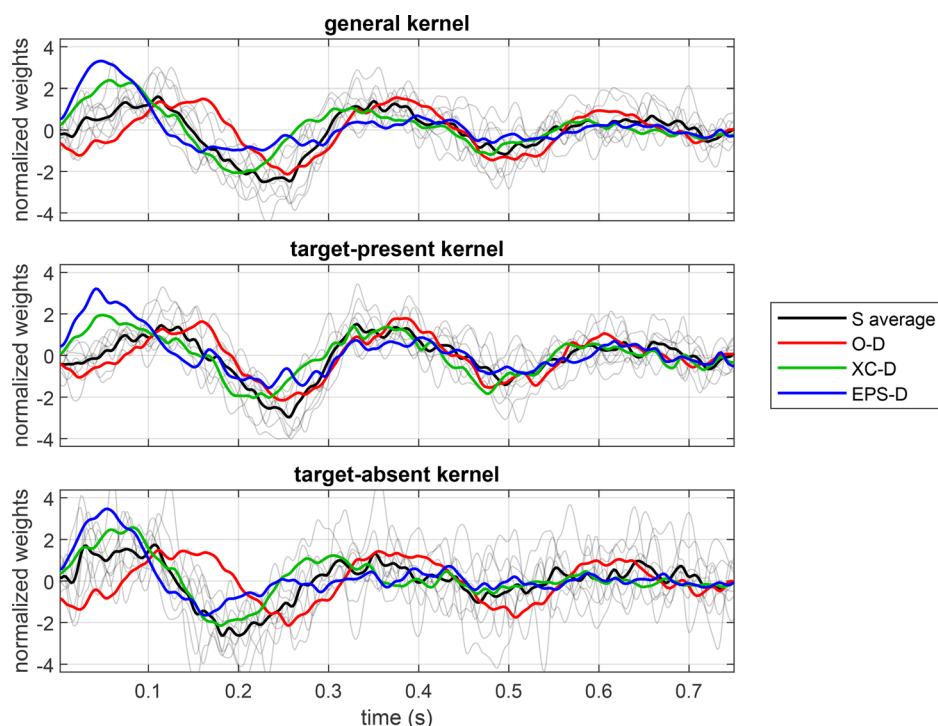 general kernel
normalized weights
4
2
0
-2
-4
target-present kernel
normalized weights
4
2
0
-2
-4
S average
O-D
XC-D
EPS-D
target-absent kernel
normalized weights
4
2
0
-2
-4
0.1 0.2 0.3 0.4 0.5 0.6 0.7
time (s)